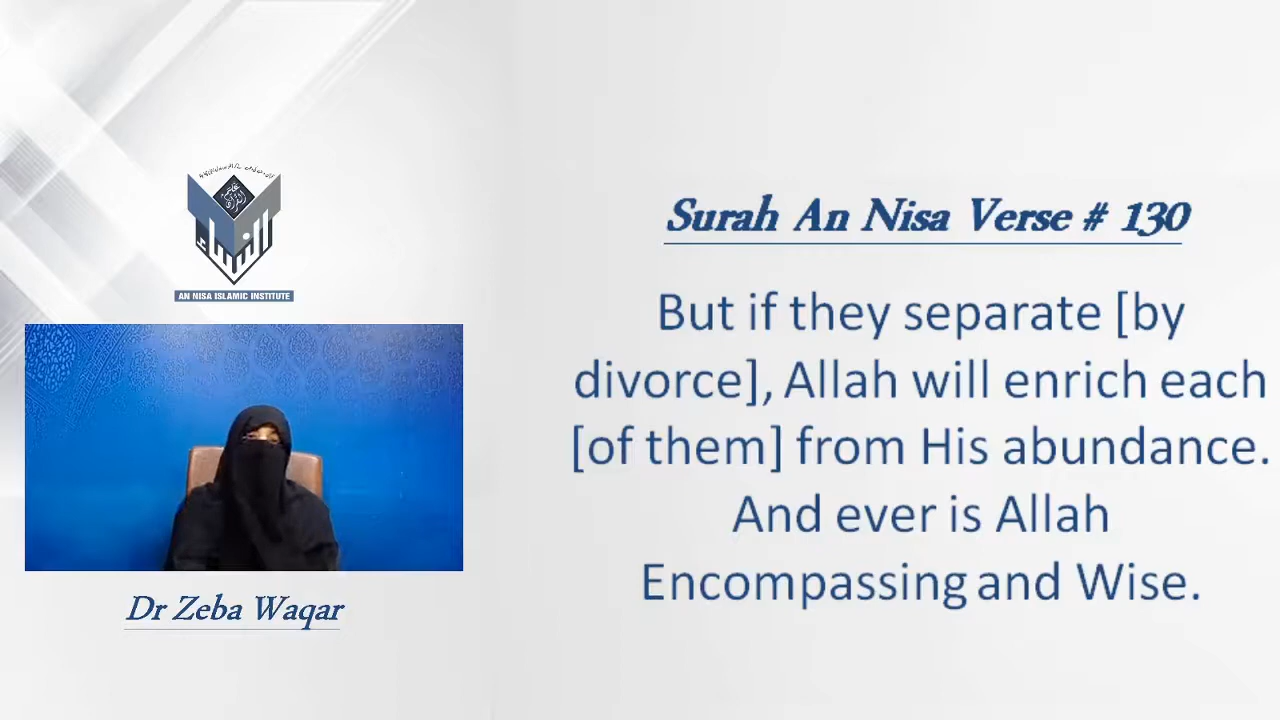 النساء
AN NISA ISLAMIC INSTITUTE
Dr Zeba Waqar
Surah An Nisa Verse # 130
But if they separate [by
divorce], Allah will enrich each
[of them] from His abundance.
And ever is Allah
Encompassing and Wise.